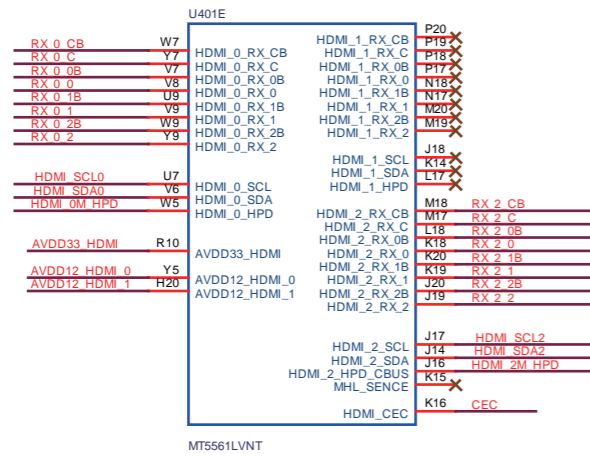 U401E
RX_0_CB W7 HDMI_0_RX_CB
RX_0_C Y7 HDMI_0_RX_C
RX_0_0B V7 HDMI_0_RX_0B
RX_0_0 V8 HDMI_0_RX_0
RX_0_1B U9 HDMI_0_RX_1B
RX_0_1 V9 HDMI_0_RX_1
RX_0_2B W9 HDMI_0_RX_2B
RX_0_2 Y9 HDMI_0_RX_2
HDMI_SCL0 U7 HDMI_0_SCL
HDMI_SDA0 V6 HDMI_0_SDA
HDMI_0M_HPD W5 HDMI_0_HPD
AVDD33_HDMI R10 AVDD33_HDMI
AVDD12_HDMI_0 Y5 AVDD12_HDMI_0
AVDD12_HDMI_1 H20 AVDD12_HDMI_1
HDMI_1_RX_CB P20
HDMI_1_RX_C P19
HDMI_1_RX_0B P18
HDMI_1_RX_0 P17
HDMI_1_RX_1B N18
HDMI_1_RX_1 N17
HDMI_1_RX_2B M20
HDMI_1_RX_2 M19
HDMI_1_SCL J18
HDMI_1_SDA K14
HDMI_1_HPD L17
HDMI_2_RX_CB M18 RX_2_CB
HDMI_2_RX_C M17 RX_2_C
HDMI_2_RX_0B L18 RX_2_0B
HDMI_2_RX_0 K18 RX_2_0
HDMI_2_RX_1B K20 RX_2_1B
HDMI_2_RX_1 K19 RX_2_1
HDMI_2_RX_2B J20 RX_2_2B
HDMI_2_RX_2 J19 RX_2_2
HDMI_2_SCL J17 HDMI_SCL2
HDMI_2_SDA J14 HDMI_SDA2
HDMI_2_HPD_CBUS J16 HDMI_2M_HPD
MHL_SENCE K15
HDMI_CEC K16 CEC
MT5561LVNT